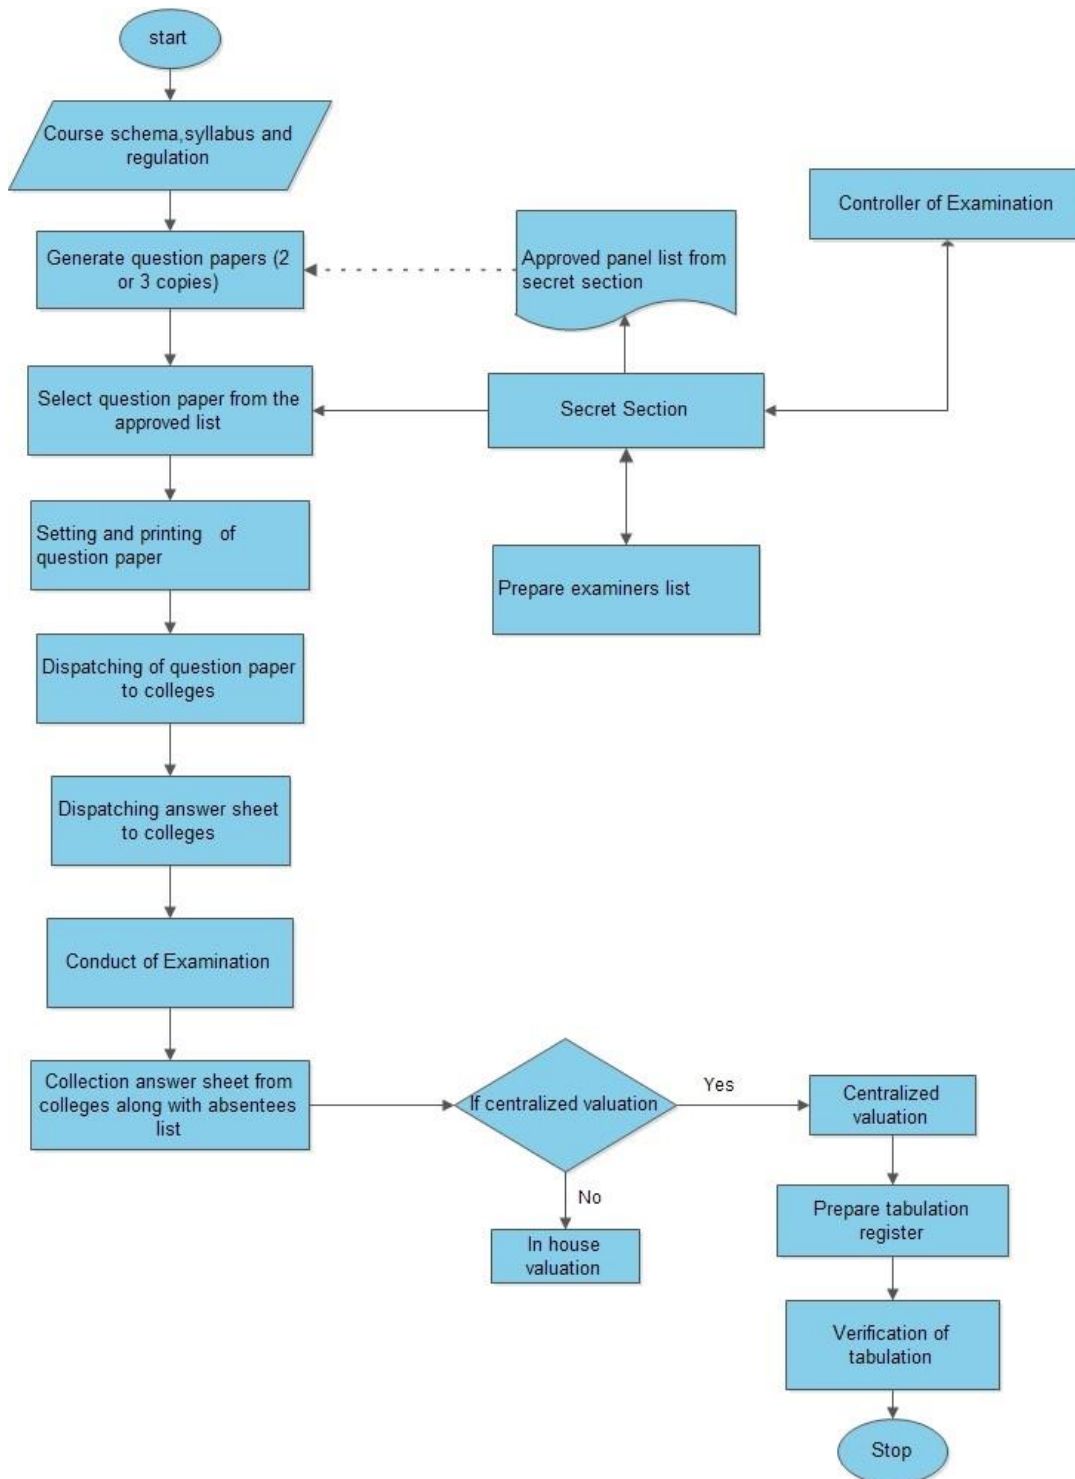 start
Course schema,syllabus and
regulation
Controller of Examination
Generate question papers (2
or 3 copies)
Approved panel list from
secret section
Select question paper from the
approved list
Secret Section
Setting and printing of
question paper
Prepare examiners list
Dispatching of question paper
to colleges
Dispatching answer sheet
to colleges
Conduct of Examination
Collection answer sheet from
colleges along with absentees
list
If centralized valuation
Yes
Centralized
valuation
No
In house
valuation
Prepare tabulation
register
Verification of
tabulation
Stop